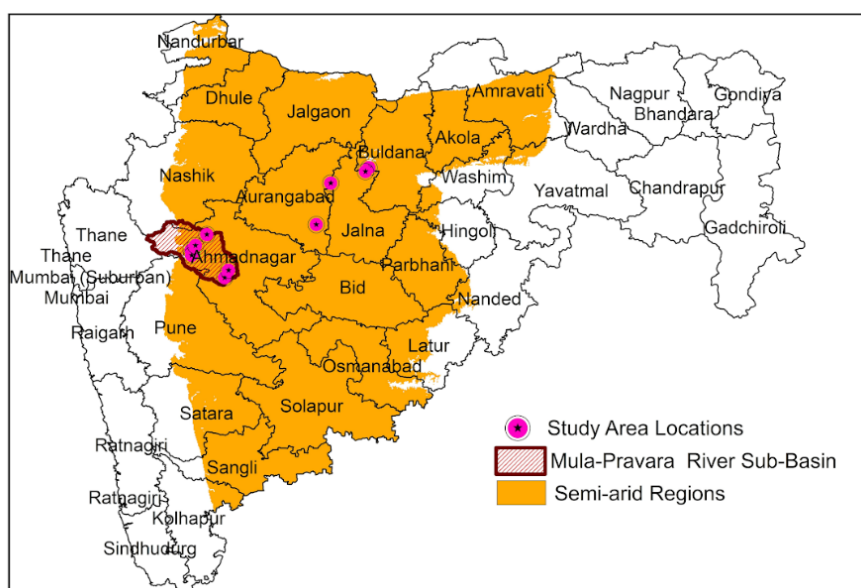 Nandurbar
Dhule
Jalgaon
Amravati
Nagpur
Gondiya
Bhandara
Akola
Wardha
Buldana
Nashik
Washim
Aurangabad
Yavatmal
Chandrapur
Thane
Jalna
Hingoli
Gadchiroli
Thane
Ahmadnagar
Parbhani
Mumbai (Suburban)
Mumbai
Bid
Nanded
Raigarh
Pune
Latur
Osmanabad
Satara
Solapur
Ratnagiri
Sangli
Ratnagiri
Kolhapur
Sindhudurg
Study Area Locations
Mula-Pravara River Sub-Basin
Semi-arid Regions